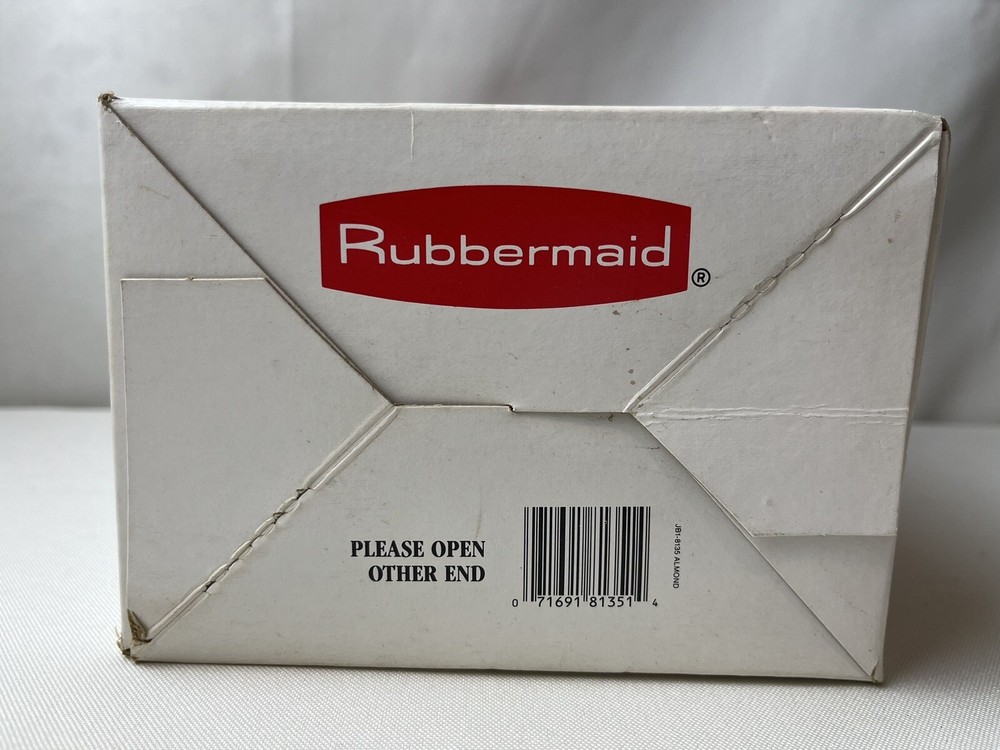 Rubbermaid®
PLEASE OPEN
OTHER END
0 71691 81351 4
JB1-8135 ALMOND